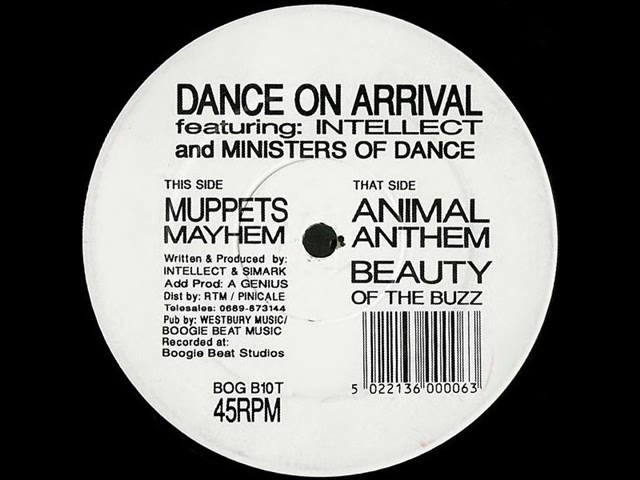 DANCE ON ARRIVAL
featuring: INTELLECT
and MINISTERS OF DANCE
THIS SIDE
MUPPETS
MAYHEM
Written & Produced by:
INTELLECT & SIMARK
Add Prod: A GENIUS
Dist by: RTM / PINICALE
Telesales: 0689-873144
Pub by: WESTBURY MUSIC/
BOOGIE BEAT MUSIC
Recorded at:
Boogie Beat Studios
BOG B10T
45RPM
THAT SIDE
ANIMAL
ANTHEM
BEAUTY
OF THE BUZZ
5 022136 000063